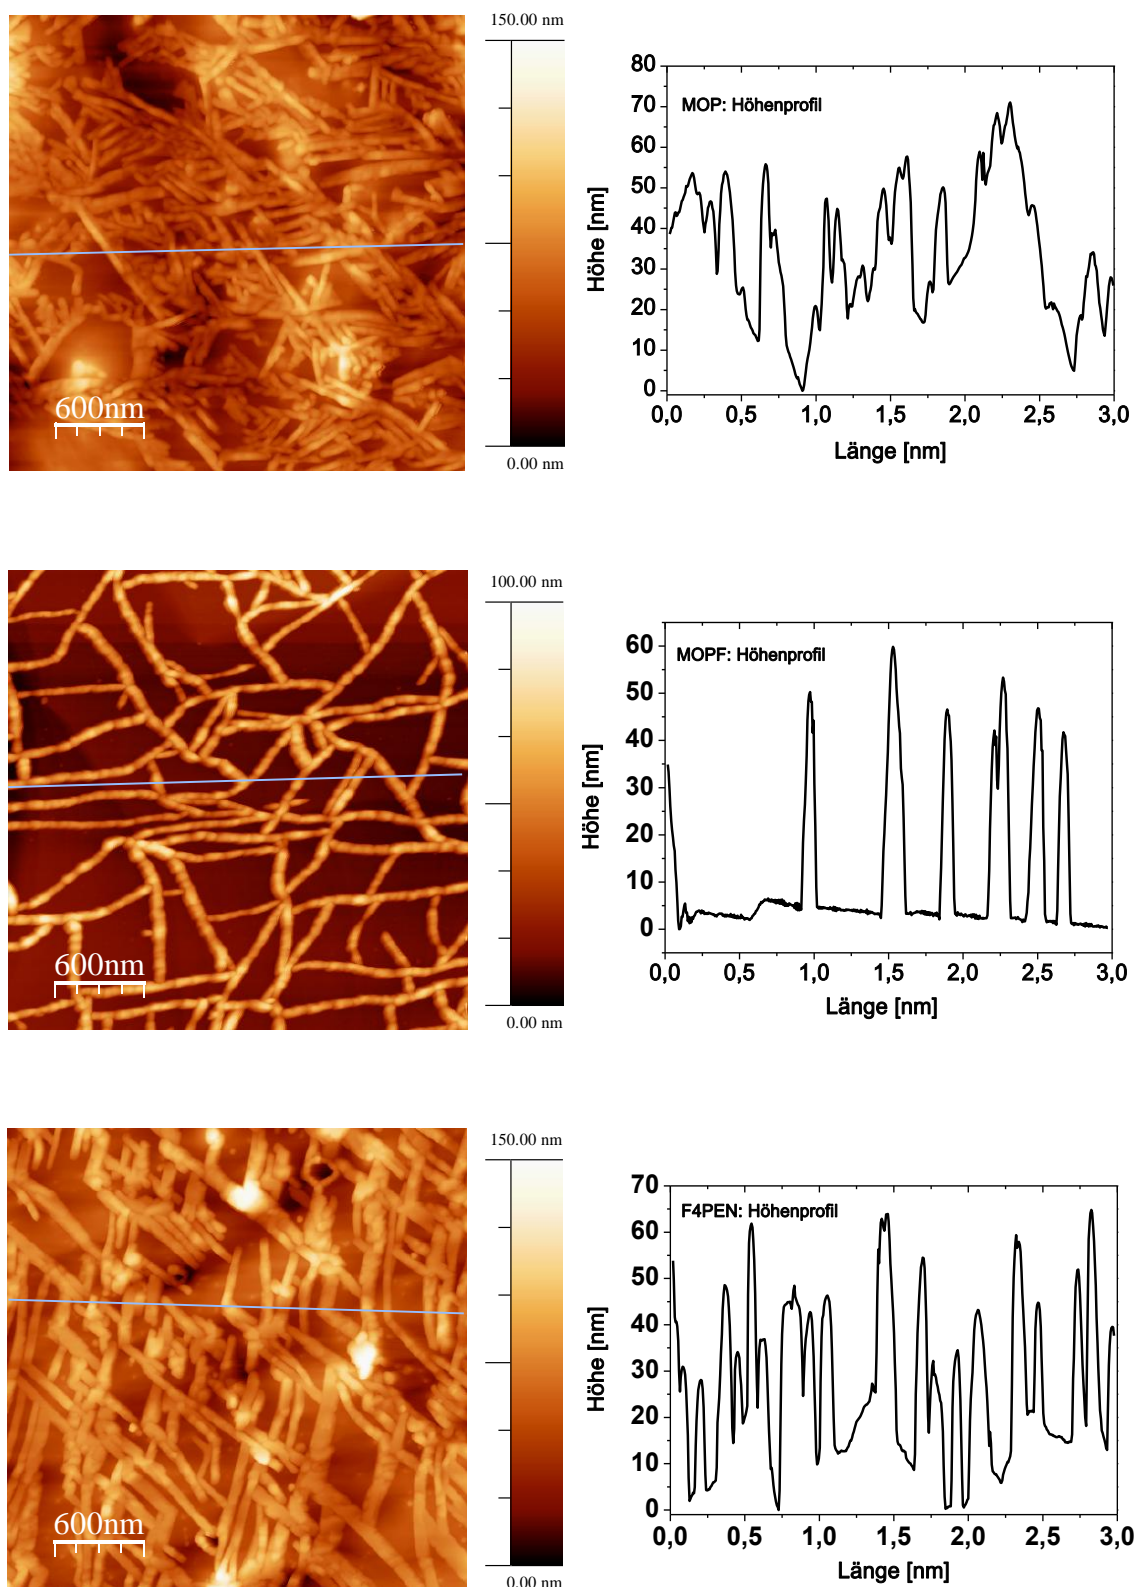 150.00 nm
0.00 nm
600nm
MOP: Höhenprofil
Höhe [nm]
80
70
60
50
40
30
20
10
0
0,0 0,5 1,0 1,5 2,0 2,5 3,0
Länge [nm]
100.00 nm
0.00 nm
600nm
MOPF: Höhenprofil
Höhe [nm]
60
50
40
30
20
10
0
0,0 0,5 1,0 1,5 2,0 2,5 3,0
Länge [nm]
150.00 nm
0.00 nm
600nm
F4PEN: Höhenprofil
Höhe [nm]
70
60
50
40
30
20
10
0
0,0 0,5 1,0 1,5 2,0 2,5 3,0
Länge [nm]